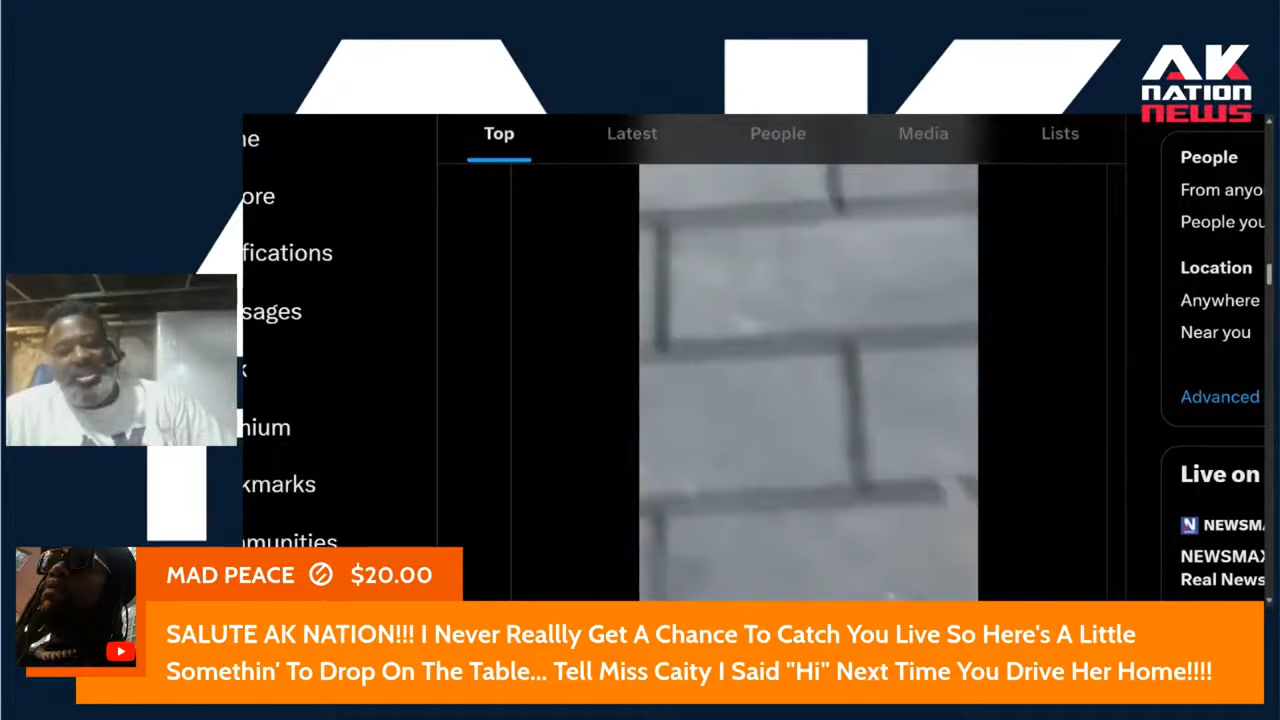 AK
NATION
NEWS
Top
Latest
People
Media
Lists
ne
ore
fications
sages
k
nium
kmarks
mmunities
People
From anyo
People you
Location
Anywhere
Near you
Advanced
Live on
N NEWSMA
NEWSMAX
Real News
MAD PEACE $20.00
SALUTE AK NATION!!! I Never Reallly Get A Chance To Catch You Live So Here's A Little
Somethin' To Drop On The Table... Tell Miss Caity I Said "Hi" Next Time You Drive Her Home!!!!